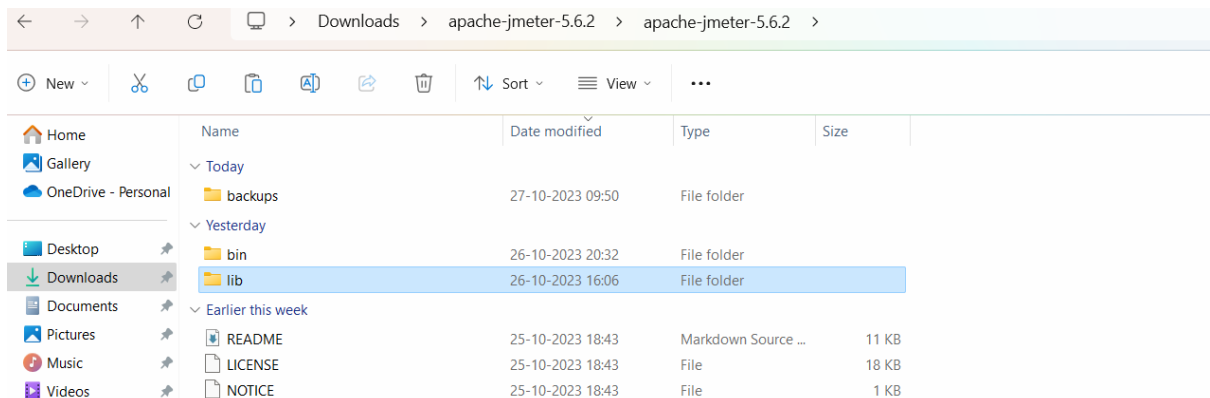 Downloads > apache-jmeter-5.6.2 > apache-jmeter-5.6.2 >
New Sort View ...
Home
Gallery
OneDrive - Personal
Desktop
Downloads
Documents
Pictures
Music
Videos
Name Date modified Type Size
Today
backups 27-10-2023 09:50 File folder
Yesterday
bin 26-10-2023 20:32 File folder
lib 26-10-2023 16:06 File folder
Earlier this week
README 25-10-2023 18:43 Markdown Source ... 11 KB
LICENSE 25-10-2023 18:43 File 18 KB
NOTICE 25-10-2023 18:43 File 1 KB